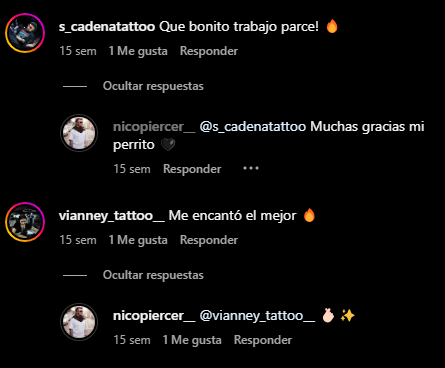 s_cadenatattoo Que bonito trabajo parce! 🔥
15 sem 1 Me gusta Responder
Ocultar respuestas
nicopiercer__ @s_cadenatattoo Muchas gracias mi
perrito 🖤
15 sem Responder •••
vianney_tattoo__ Me encantó el mejor 🔥
15 sem 1 Me gusta Responder
Ocultar respuestas
nicopiercer__ @vianney_tattoo__ 🫰🏻✨
15 sem 1 Me gusta Responder